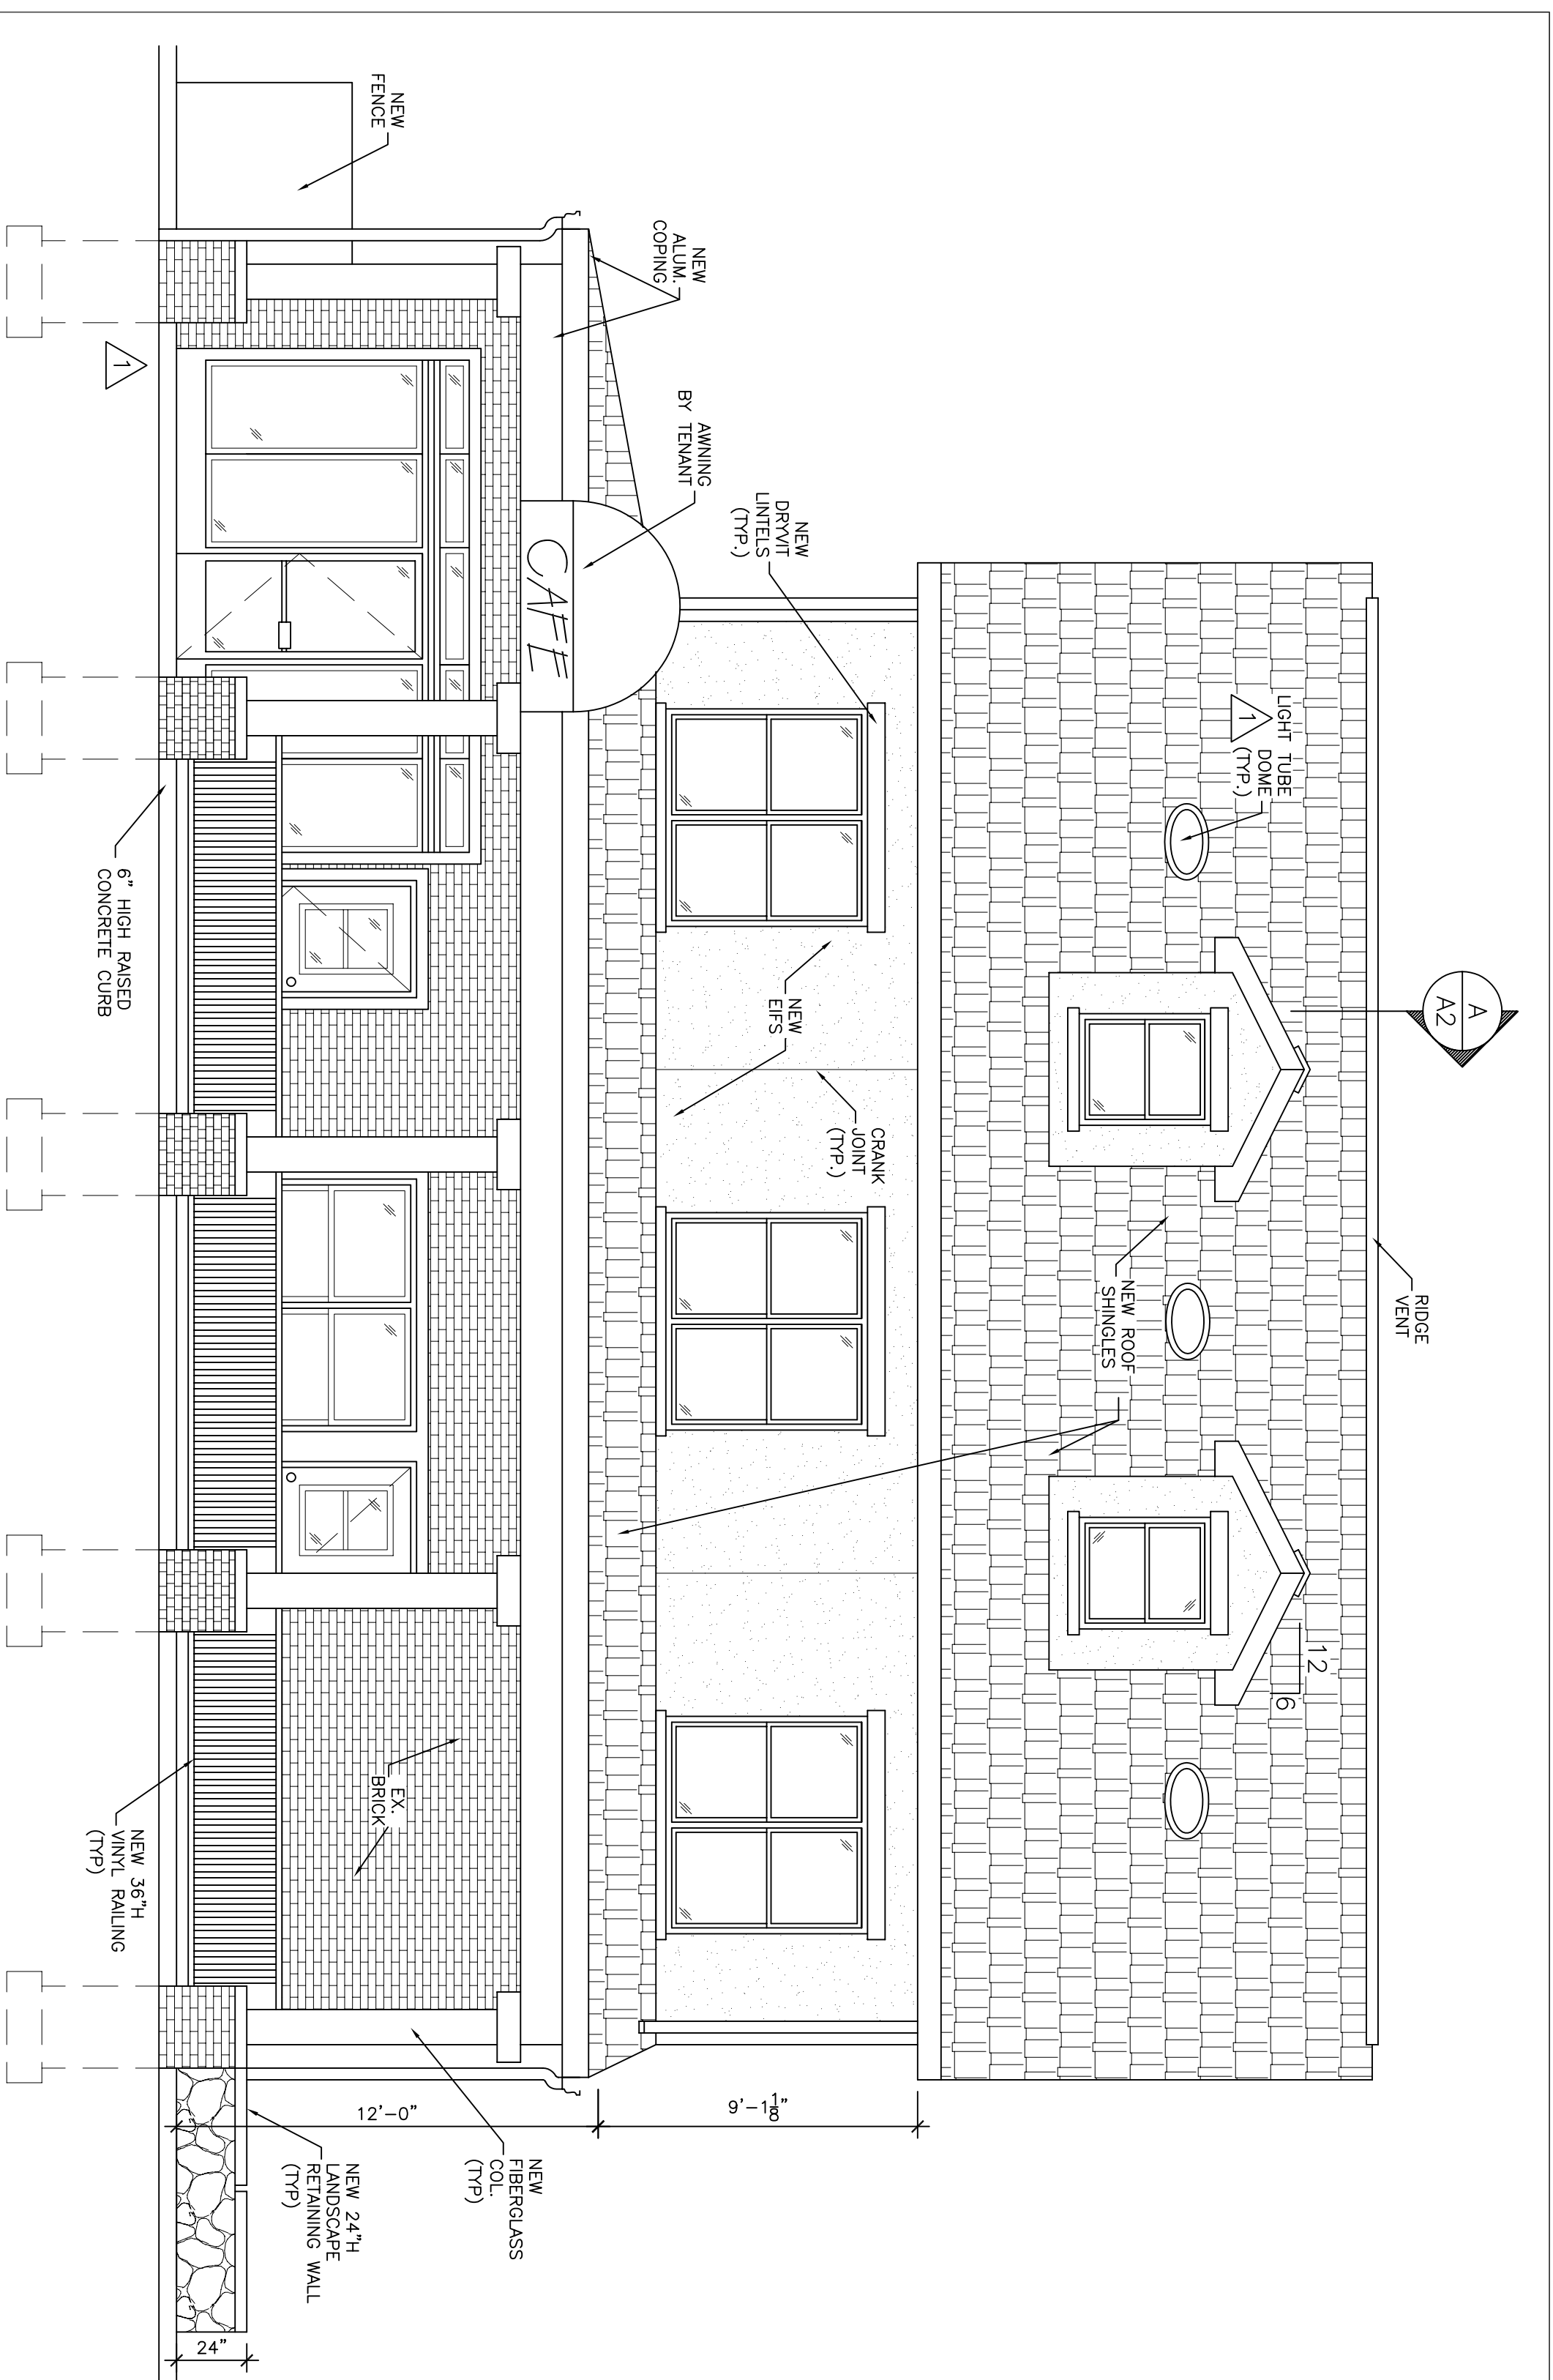 A
A2
RIDGE
VENT
LIGHT TUBE
DOME
(TYP.)
1
12
6
NEW ROOF
SHINGLES
NEW
DRYVIT
LINTELS
(TYP.)
CRANK
JOINT
(TYP.)
NEW
EIFS
9'-1 1/8"
AWNING
BY TENANT
NEW
ALUM.
COPING
CAFE
NEW
FIBERGLASS
COL.
(TYP)
12'-0"
NEW
FENCE
EX.
BRICK
NEW 24"H
LANDSCAPE
RETAINING WALL
(TYP)
24"
1
6" HIGH RAISED
CONCRETE CURB
NEW 36"H
VINYL RAILING
(TYP)